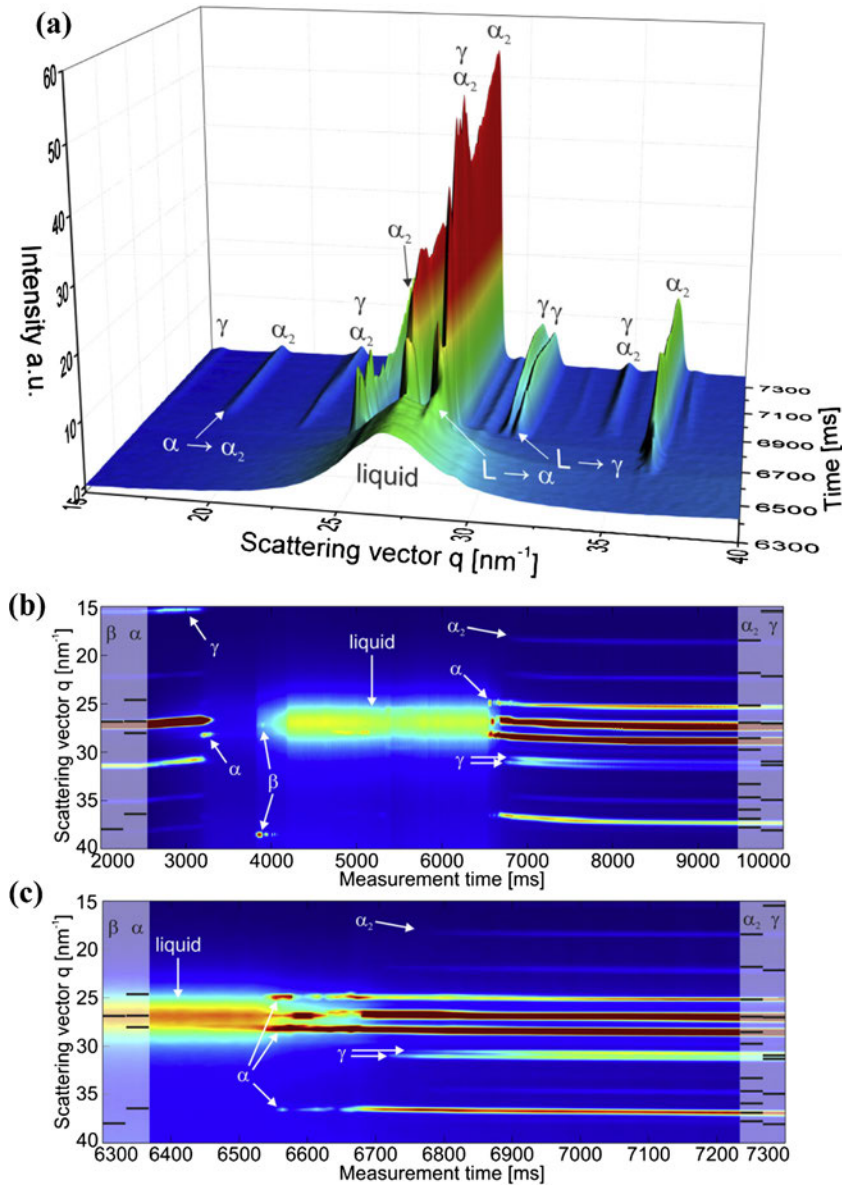 (a)
60
50
40
30
20
10
0
Intensity a.u.
γ
α₂
γ
α₂
α₂
γ
α₂
α₂
γ γ
γ
α₂
α₂
α → α₂
L → α
L → γ
liquid
15
20
25
30
35
40
Scattering vector q [nm⁻¹]
7300
7100
6900
6700
6500
6300
Time [ms]
(b)
Scattering vector q [nm⁻¹]
15
20
25
30
35
40
β α
γ
α
liquid
β
α₂
α
γ
α₂ γ
2000 3000 4000 5000 6000 7000 8000 9000 10000
Measurement time [ms]
(c)
Scattering vector q [nm⁻¹]
15
20
25
30
35
40
β α
liquid
α₂
γ
α
α₂ γ
6300 6400 6500 6600 6700 6800 6900 7000 7100 7200 7300
Measurement time [ms]